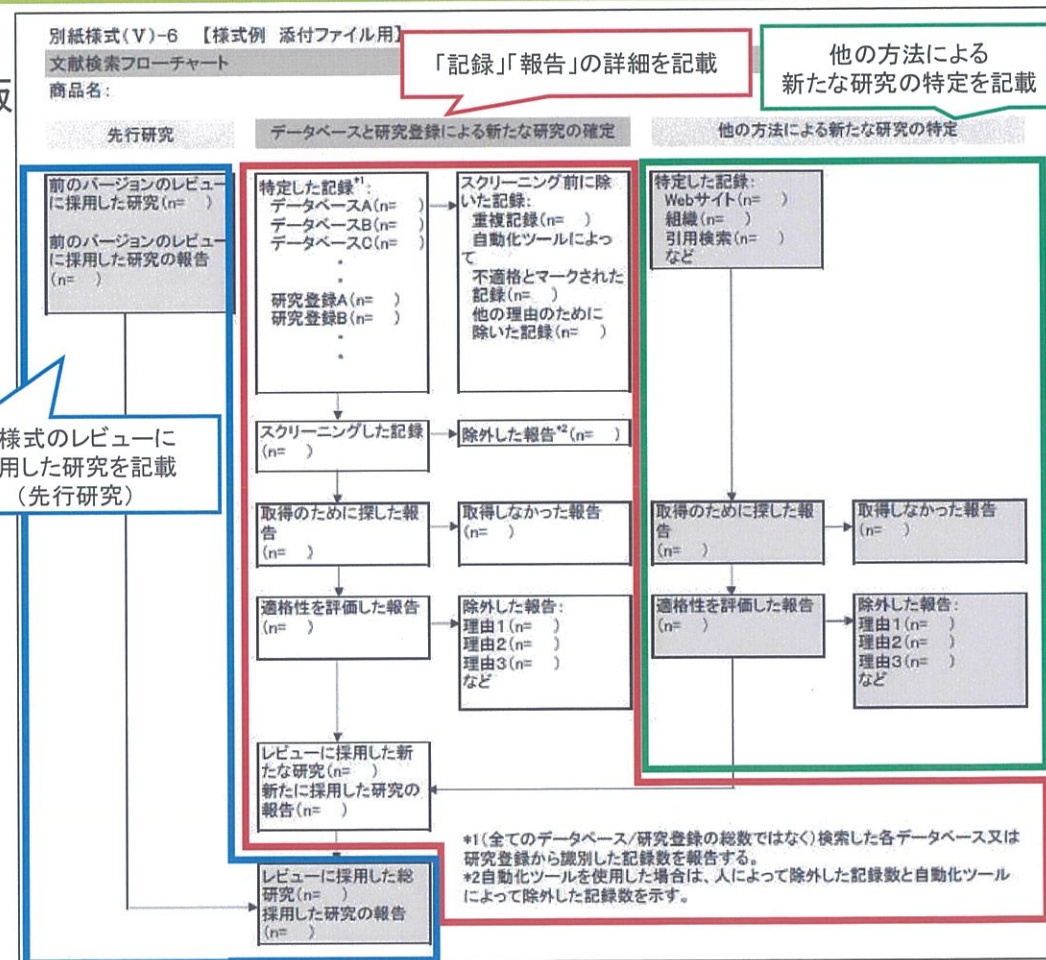 別紙様式(Ⅴ)-6 【様式例 添付ファイル用】
文献検索フローチャート
商品名:
版
「記録」「報告」の詳細を記載
他の方法による
新たな研究の特定を記載
先行研究
データベースと研究登録による新たな研究の確定
他の方法による新たな研究の特定
前のバージョンのレビュー
に採用した研究(n= )
前のバージョンのレビュー
に採用した研究の報告
(n= )
特定した記録*1:
データベースA(n= )
データベースB(n= )
データベースC(n= )
・
・
研究登録A(n= )
研究登録B(n= )
・
・
スクリーニング前に除
いた記録:
重複記録(n= )
自動化ツールによっ
て
不適格とマークされた
記録(n= )
他の理由のために
除いた記録(n= )
特定した記録:
Webサイト(n= )
組織(n= )
引用検索(n= )
など
様式のレビューに
用した研究を記載
(先行研究)
スクリーニングした記録
(n= )
除外した報告*2(n= )
取得のために探した報
告
(n= )
取得しなかった報告
(n= )
取得のために探した報
告
(n= )
取得しなかった報告
(n= )
適格性を評価した報告
(n= )
除外した報告:
理由1(n= )
理由2(n= )
理由3(n= )
など
適格性を評価した報告
(n= )
除外した報告:
理由1(n= )
理由2(n= )
理由3(n= )
など
レビューに採用した新
たな研究(n= )
新たに採用した研究の
報告(n= )
レビューに採用した総
研究(n= )
採用した研究の報告
(n= )
*1(全てのデータベース/研究登録の総数ではなく)検索した各データベース又は
研究登録から識別した記録数を報告する。
*2自動化ツールを使用した場合は、人によって除外した記録数と自動化ツール
によって除外した記録数を示す。